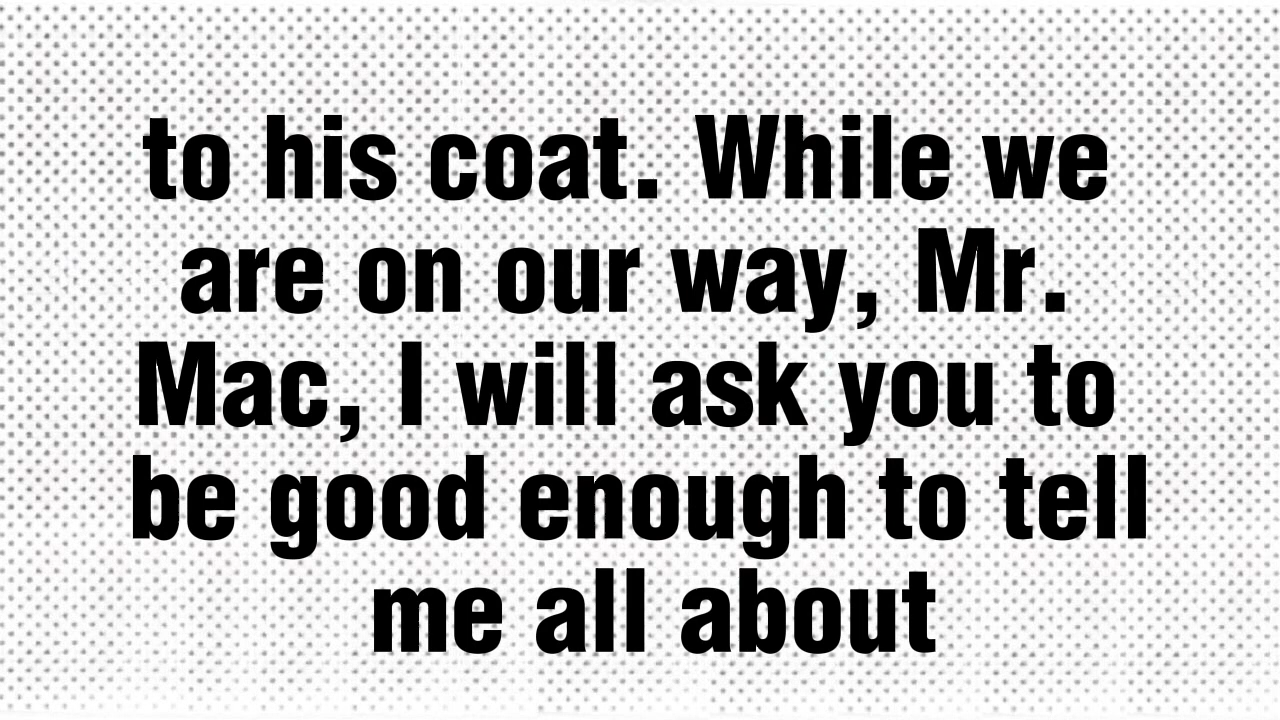 to his coat. While we
are on our way, Mr.
Mac, I will ask you to
be good enough to tell
me all about